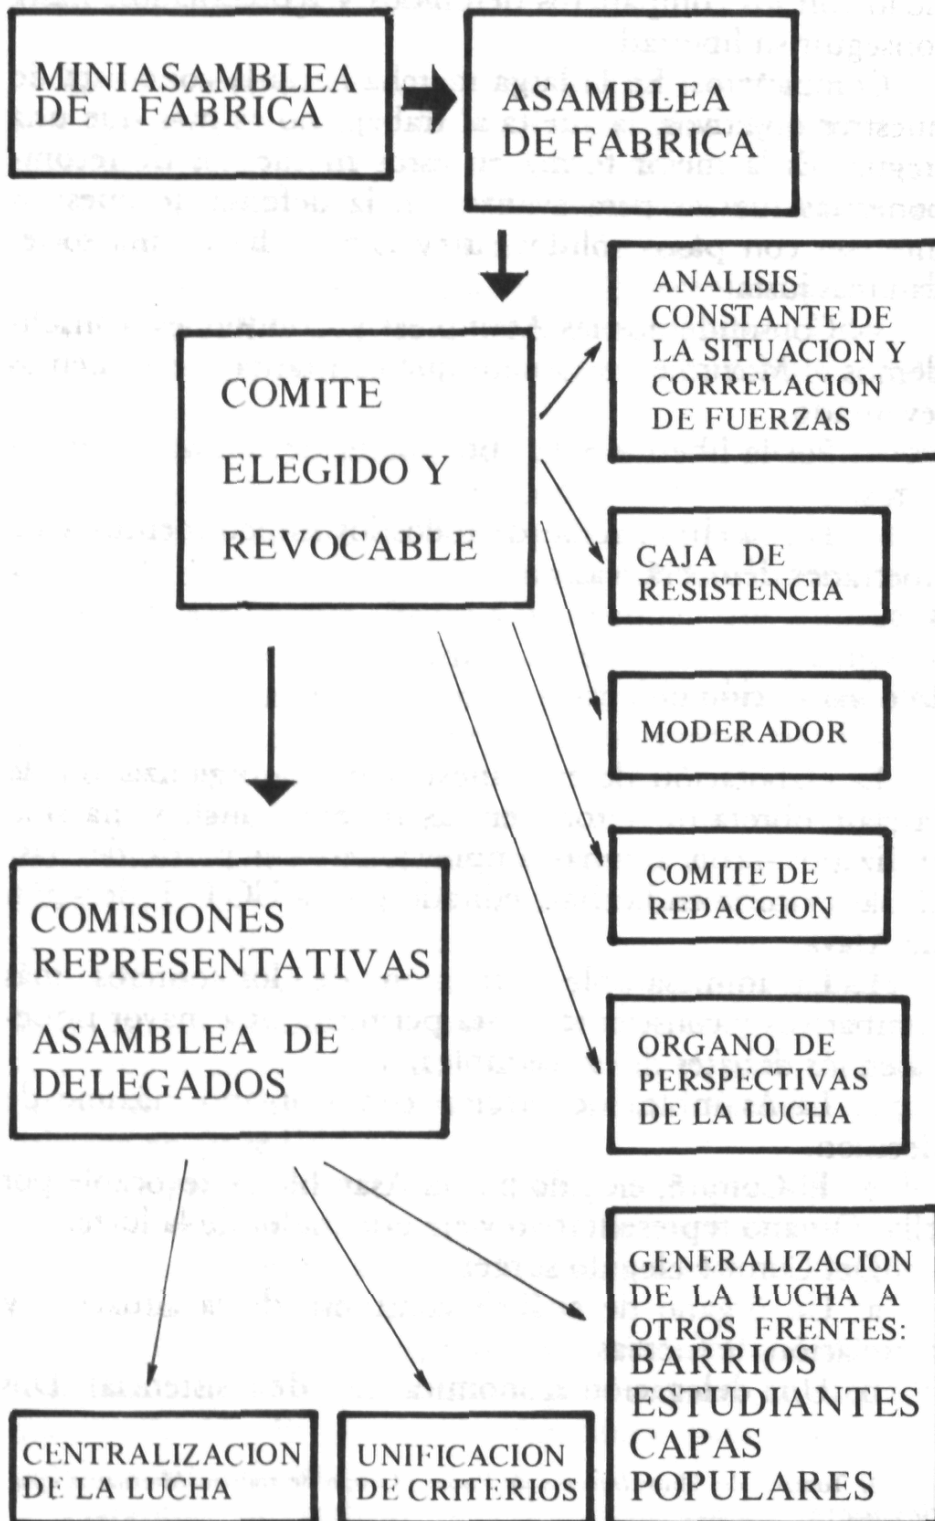 MINIASAMBLEA
DE FABRICA
ASAMBLEA
DE FABRICA
COMITE
ELEGIDO Y
REVOCABLE
ANALISIS
CONSTANTE DE
LA SITUACION Y
CORRELACION
DE FUERZAS
CAJA DE
RESISTENCIA
MODERADOR
COMITE DE
REDACCION
ORGANO DE
PERSPECTIVAS
DE LA LUCHA
COMISIONES
REPRESENTATIVAS
ASAMBLEA DE
DELEGADOS
CENTRALIZACION
DE LA LUCHA
UNIFICACION
DE CRITERIOS
GENERALIZACION
DE LA LUCHA A
OTROS FRENTES:
BARRIOS
ESTUDIANTES
CAPAS
POPULARES